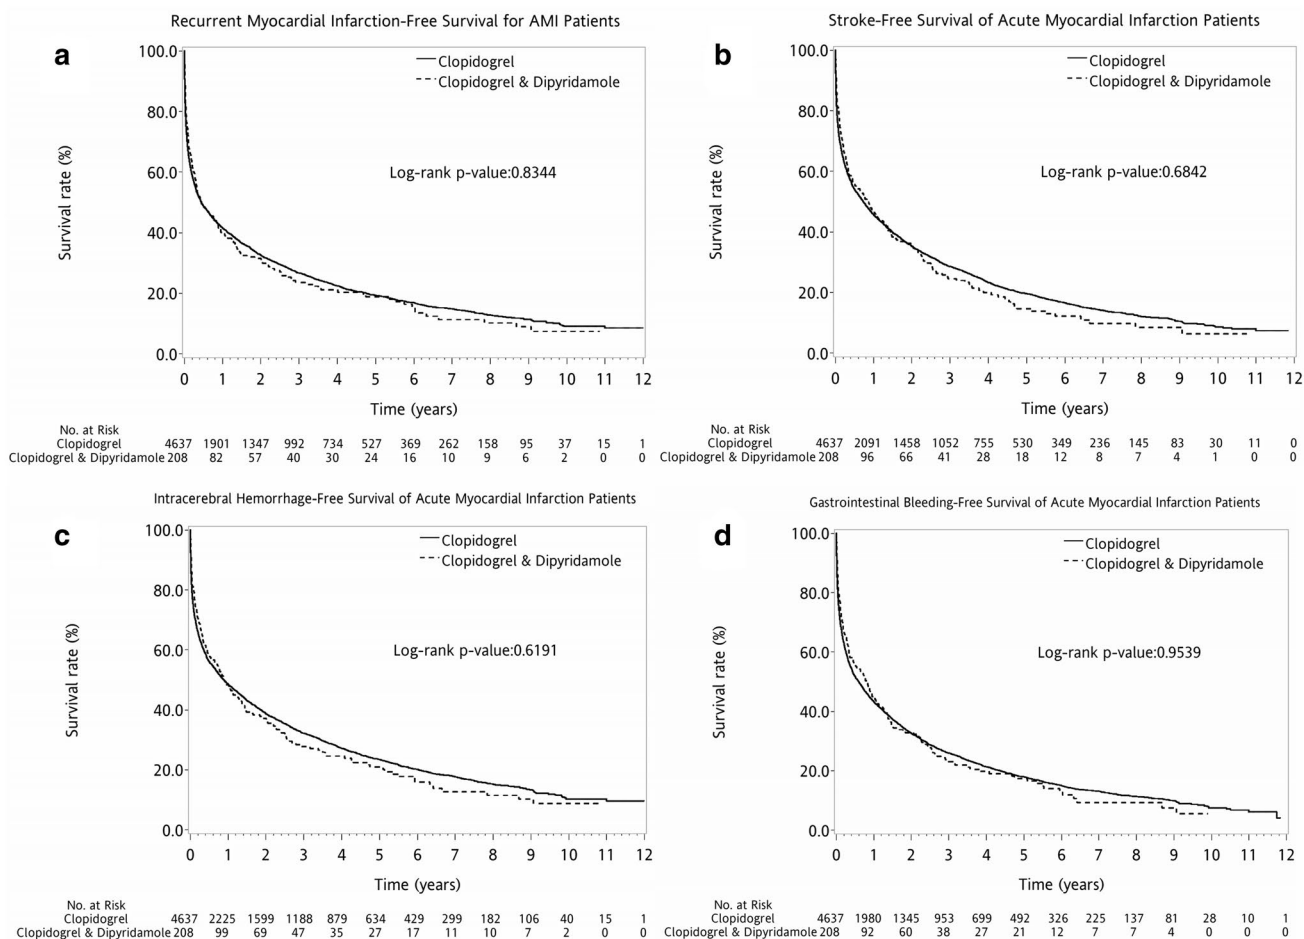 Recurrent Myocardial Infarction-Free Survival for AMI Patients
a
100.0
80.0
60.0
40.0
20.0
0.0
Survival rate (%)
Clopidogrel
Clopidogrel & Dipyridamole
Log-rank p-value:0.8344
0 1 2 3 4 5 6 7 8 9 10 11 12
Time (years)
No. at Risk
Clopidogrel 4637 1901 1347 992 734 527 369 262 158 95 37 15 1
Clopidogrel & Dipyridamole 208 82 57 40 30 24 16 10 9 6 2 0 0
Stroke-Free Survival of Acute Myocardial Infarction Patients
b
100.0
80.0
60.0
40.0
20.0
0.0
Survival rate (%)
Clopidogrel
Clopidogrel & Dipyridamole
Log-rank p-value:0.6842
0 1 2 3 4 5 6 7 8 9 10 11 12
Time (years)
No. at Risk
Clopidogrel 4637 2091 1458 1052 755 530 349 236 145 83 30 11 0
Clopidogrel & Dipyridamole 208 96 66 41 28 18 12 8 7 4 1 0 0
Intracerebral Hemorrhage-Free Survival of Acute Myocardial Infarction Patients
c
100.0
80.0
60.0
40.0
20.0
0.0
Survival rate (%)
Clopidogrel
Clopidogrel & Dipyridamole
Log-rank p-value:0.6191
0 1 2 3 4 5 6 7 8 9 10 11 12
Time (years)
No. at Risk
Clopidogrel 4637 2225 1599 1188 879 634 429 299 182 106 40 15 1
Clopidogrel & Dipyridamole 208 99 69 47 35 27 17 11 10 7 2 0 0
Gastrointestinal Bleeding-Free Survival of Acute Myocardial Infarction Patients
d
100.0
80.0
60.0
40.0
20.0
0.0
Survival rate (%)
Clopidogrel
Clopidogrel & Dipyridamole
Log-rank p-value:0.9539
0 1 2 3 4 5 6 7 8 9 10 11 12
Time (years)
No. at Risk
Clopidogrel 4637 1980 1345 953 699 492 326 225 137 81 28 10 1
Clopidogrel & Dipyridamole 208 92 60 38 27 21 12 7 7 4 0 0 0